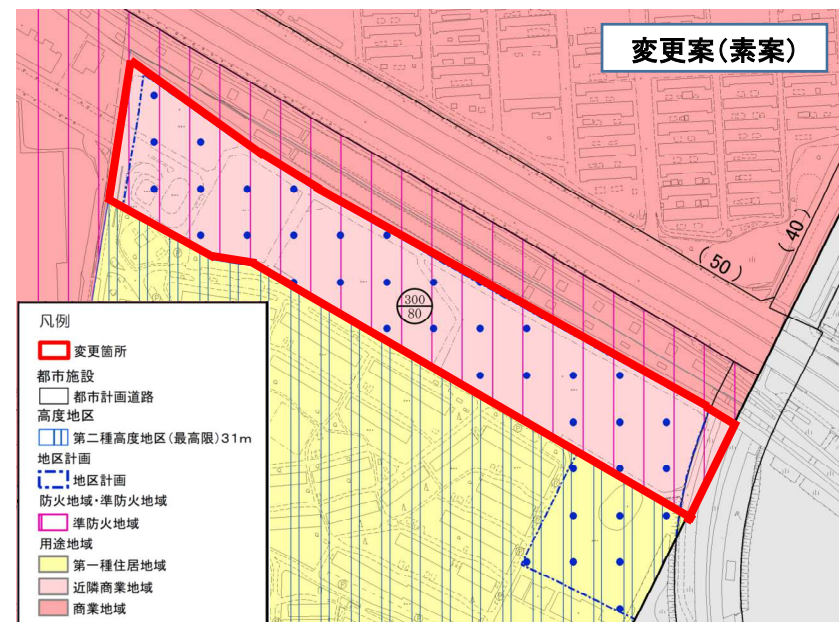 変更案(素案)
(40)
(50)
300
80
凡例
変更箇所
都市施設
都市計画道路
高度地区
第二種高度地区(最高限)31m
地区計画
地区計画
防火地域・準防火地域
準防火地域
用途地域
第一種住居地域
近隣商業地域
商業地域